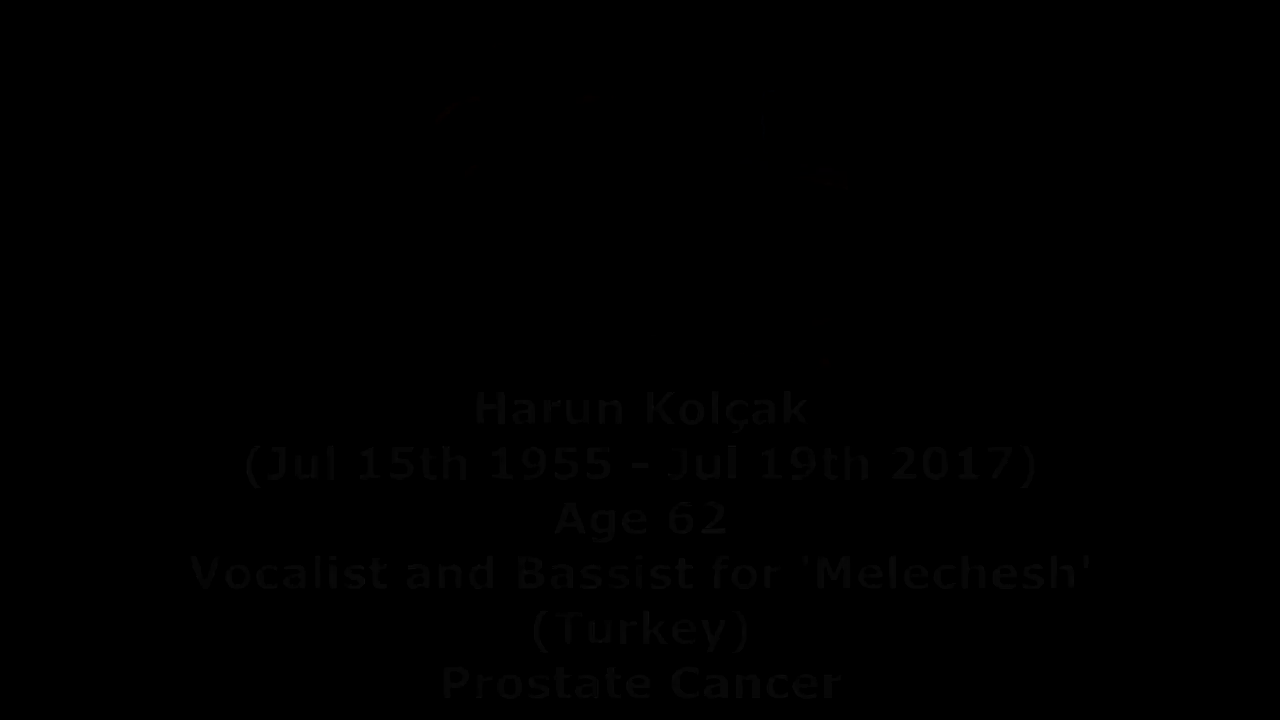 Harun Kolçak
(Jul 15th 1955 - Jul 19th 2017)
Age 62
Vocalist and Bassist for 'Melechesh'
(Turkey)
Prostate Cancer